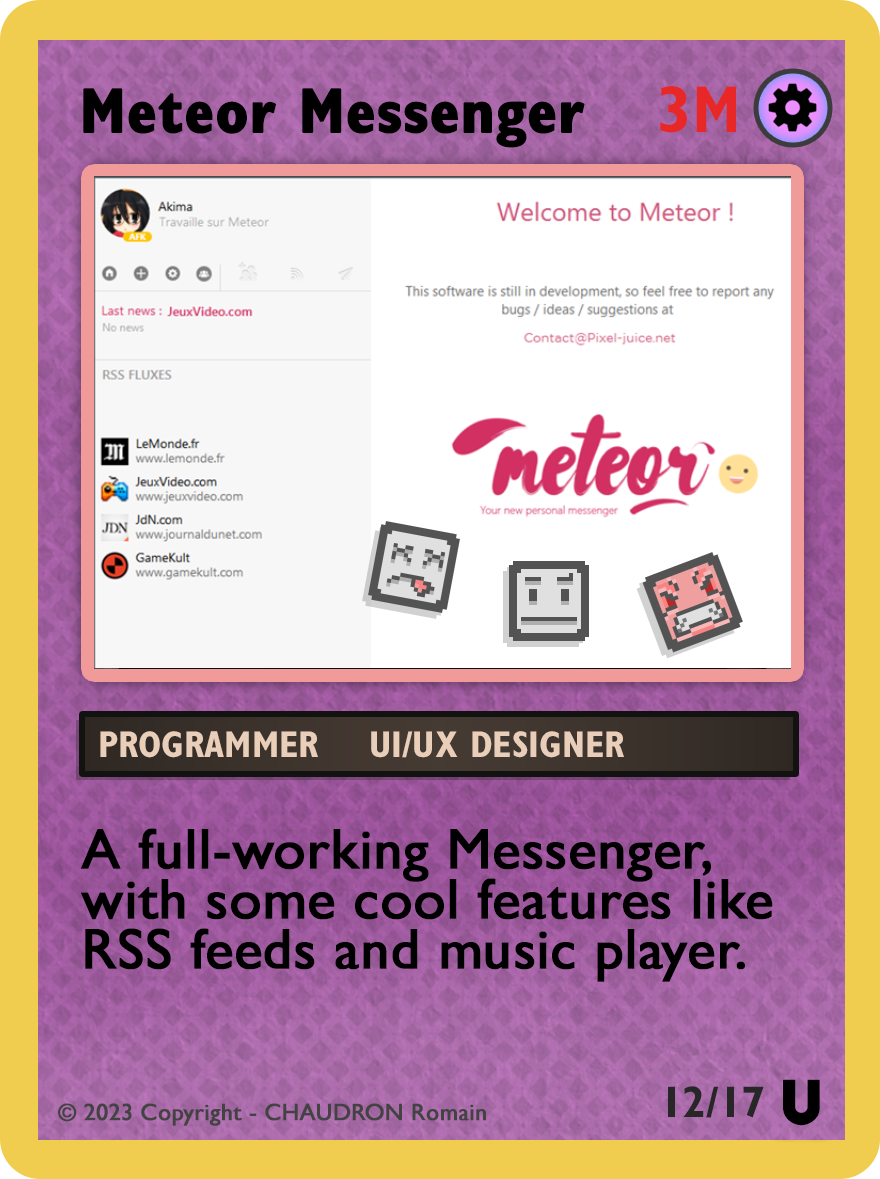 Meteor Messenger 3M
Akima
Travaille sur Meteor
AFK
Last news : JeuxVideo.com
No news
RSS FLUXES
LeMonde.fr
www.lemonde.fr
JeuxVideo.com
www.jeuxvideo.com
JDN
JdN.com
www.journaldunet.com
GameKult
www.gamekult.com
Welcome to Meteor !
This software is still in development, so feel free to report any
bugs / ideas / suggestions at
Contact@Pixel-juice.net
meteor
Your new personal messenger
PROGRAMMER UI/UX DESIGNER
A full-working Messenger,
with some cool features like
RSS feeds and music player.
© 2023 Copyright - CHAUDRON Romain
12/17 U